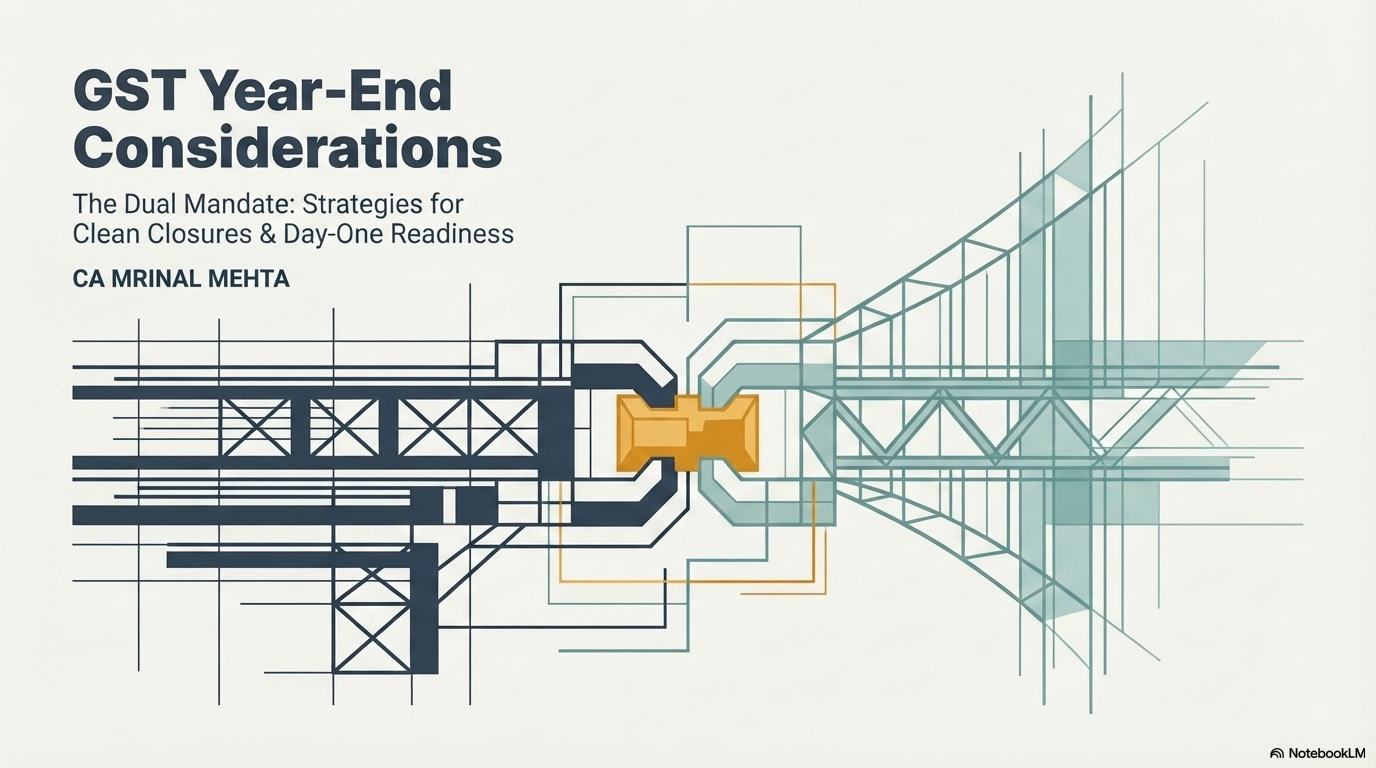 GST Year-End
Considerations
The Dual Mandate: Strategies for
Clean Closures & Day-One Readiness
CA MRINAL MEHTA
NotebookLM